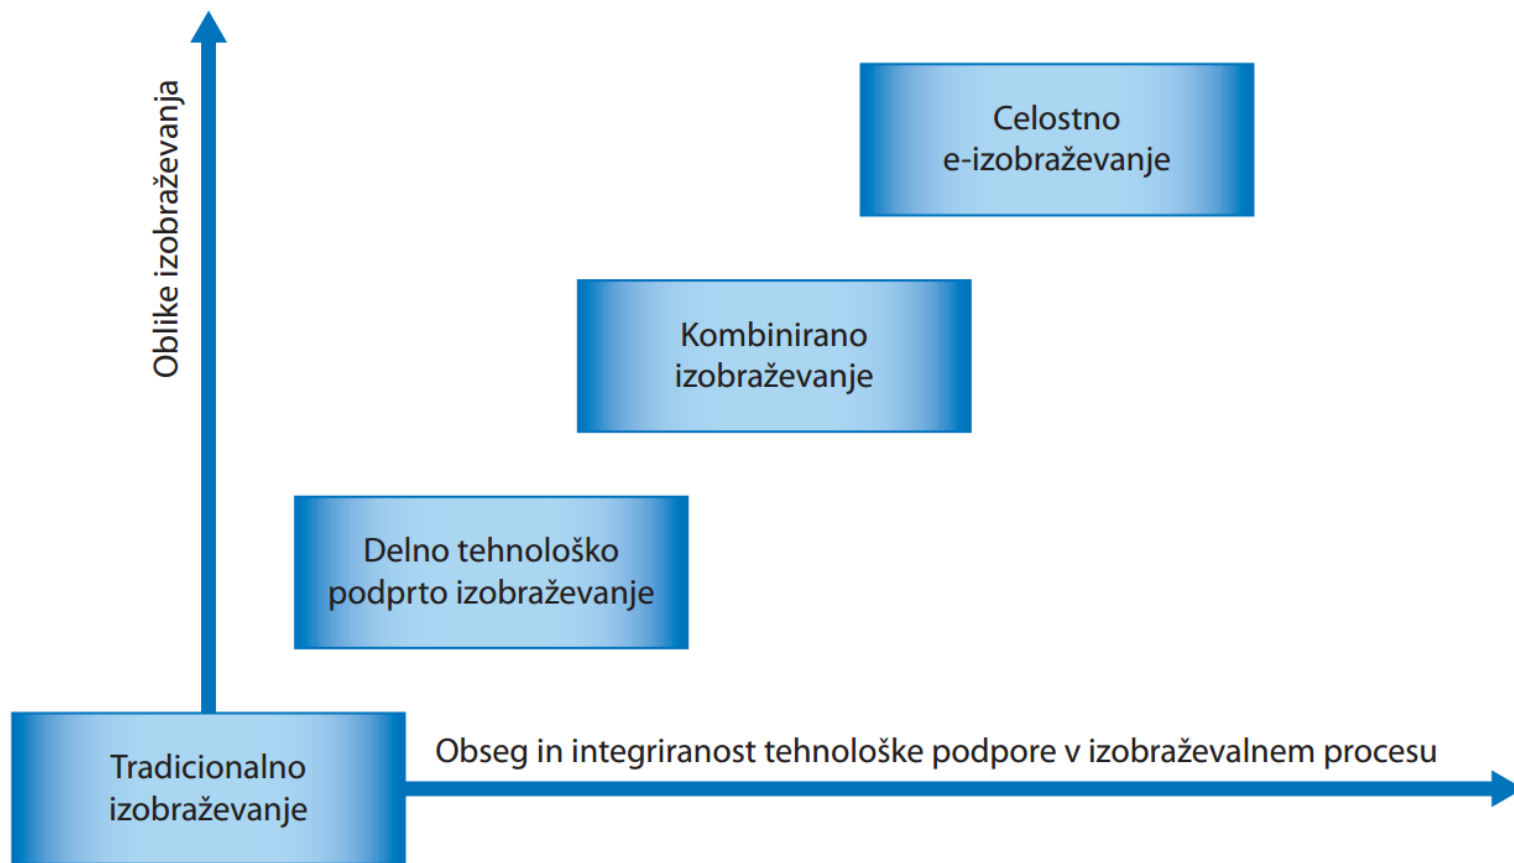 Oblike izobraževanja
Celostno
e-izobraževanje
Kombinirano
izobraževanje
Delno tehnološko
podprto izobraževanje
Tradicionalno
izobraževanje
Obseg in integriranost tehnološke podpore v izobraževalnem procesu